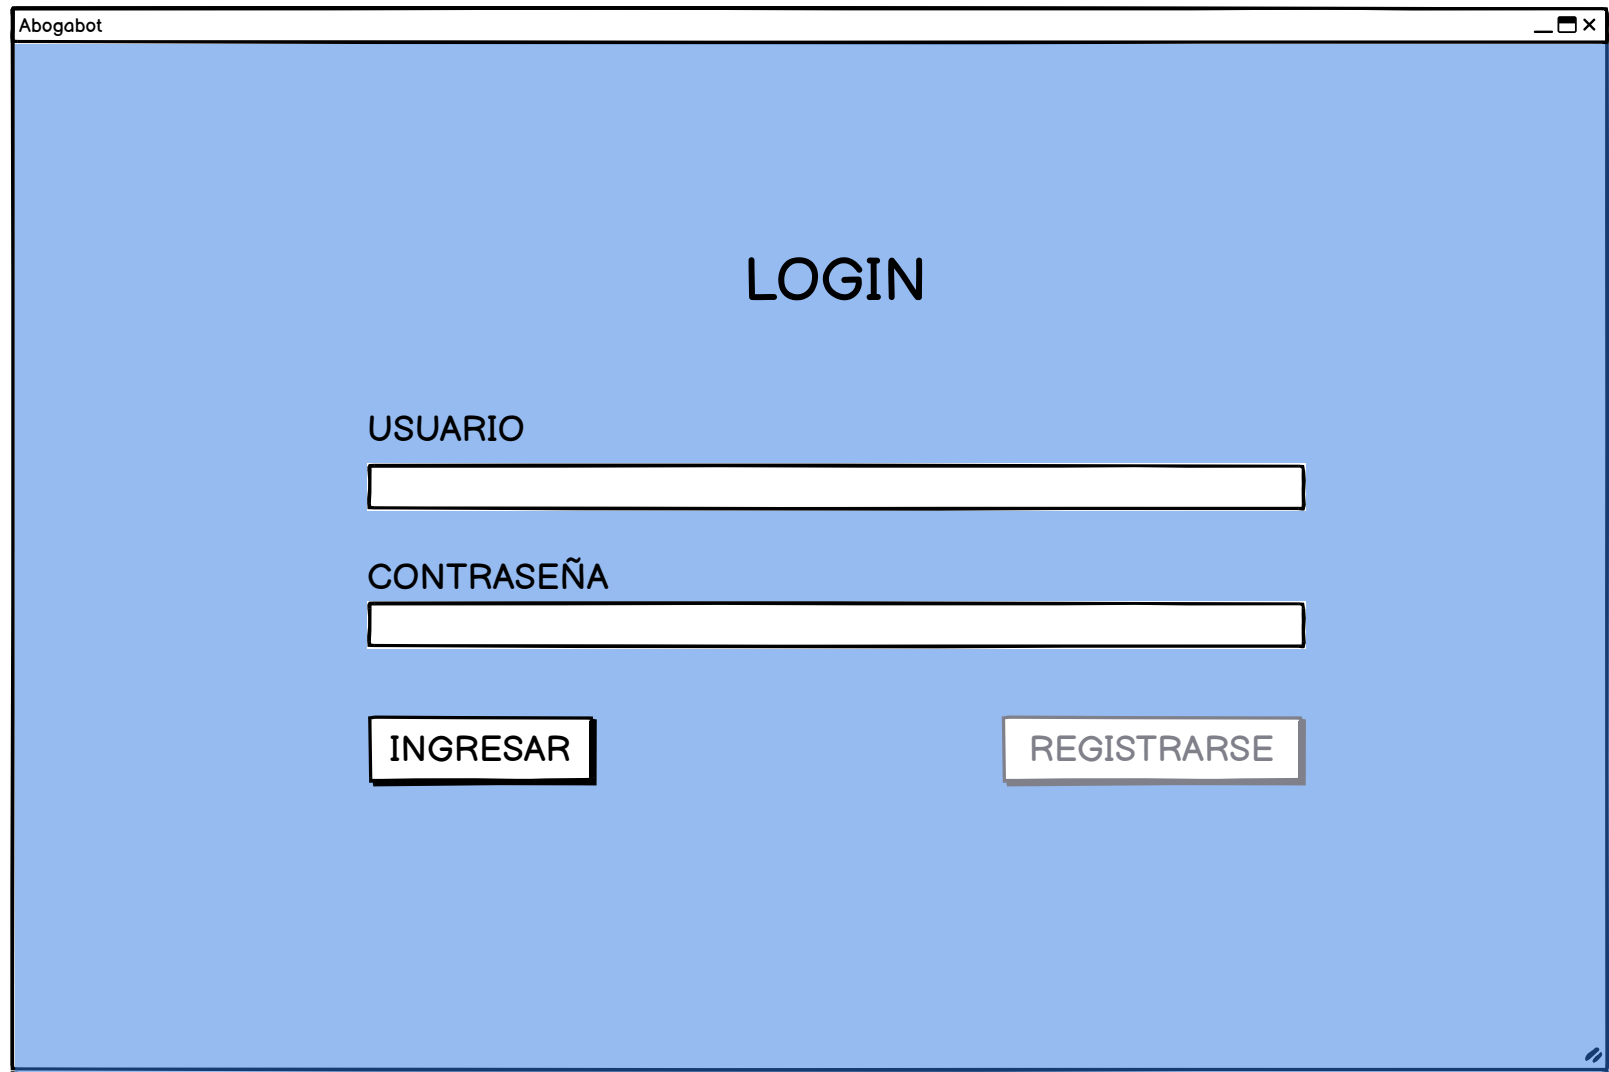 Abogabot
LOGIN
USUARIO
CONTRASEÑA
INGRESAR
REGISTRARSE